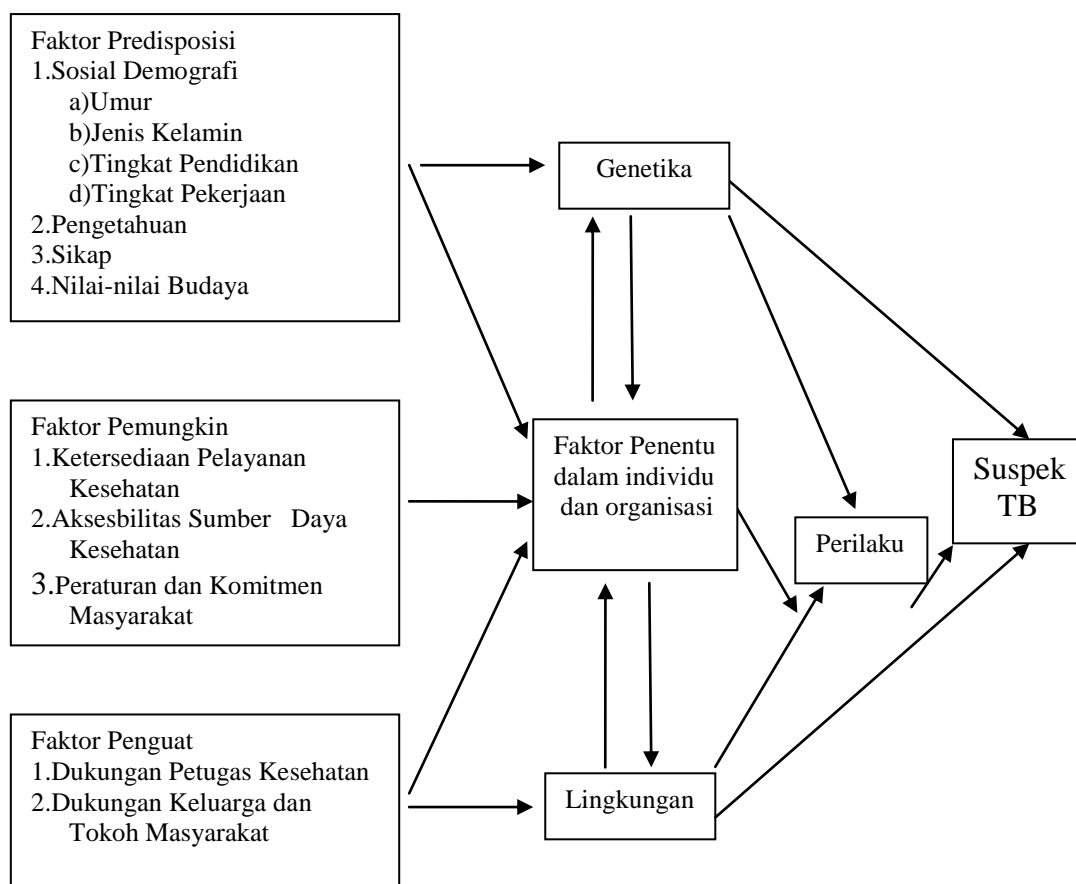 Faktor Predisposisi
1.Sosial Demografi
a)Umur
b)Jenis Kelamin
c)Tingkat Pendidikan
d)Tingkat Pekerjaan
2.Pengetahuan
3.Sikap
4.Nilai-nilai Budaya
Genetika
Faktor Pemungkin
1.Ketersediaan Pelayanan
Kesehatan
2.Aksesbilitas Sumber Daya
Kesehatan
3.Peraturan dan Komitmen
Masyarakat
Faktor Penentu
dalam individu
dan organisasi
Perilaku
Suspek
TB
Faktor Penguat
1.Dukungan Petugas Kesehatan
2.Dukungan Keluarga dan
Tokoh Masyarakat
Lingkungan